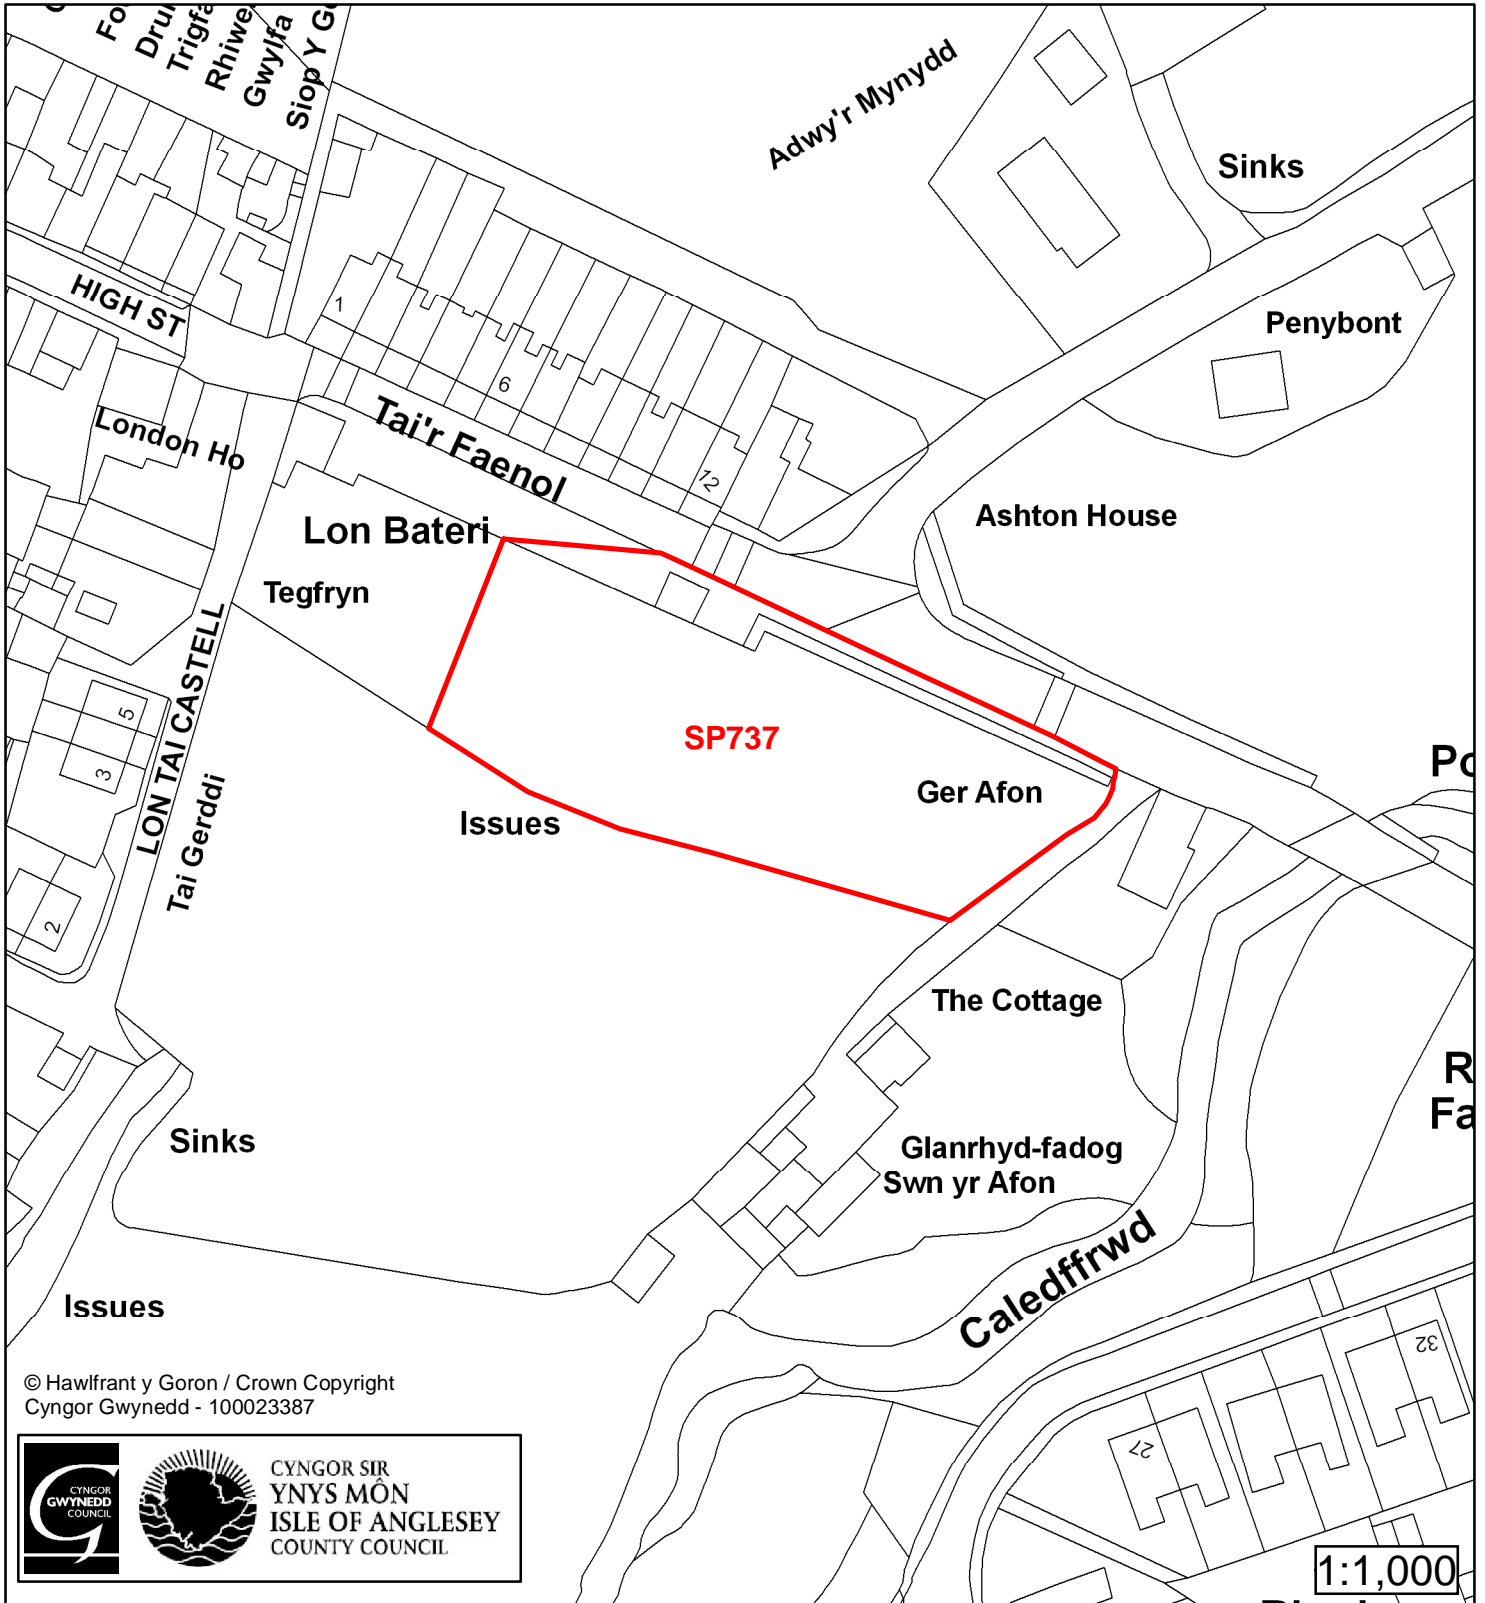 Gwylfa
Adwy'r Mynydd
Sinks
HIGH ST
1
Penybont
6
Tai'r Faenol
London Ho
12
Lon Bateri
Ashton House
Tegfryn
LON TAI CASTELL
5
3
SP737
Ger Afon
Issues
Tai Gerddi
2
The Cottage
Sinks
Glanrhyd-fadog
Swn yr Afon
Caledffrwd
Issues
32
27
© Hawlfrant y Goron / Crown Copyright
Cyngor Gwynedd - 100023387
CYNGOR
GWYNEDD
COUNCIL
CYNGOR SIR
YNYS MÔN
ISLE OF ANGLESEY
COUNTY COUNCIL
1:1,000